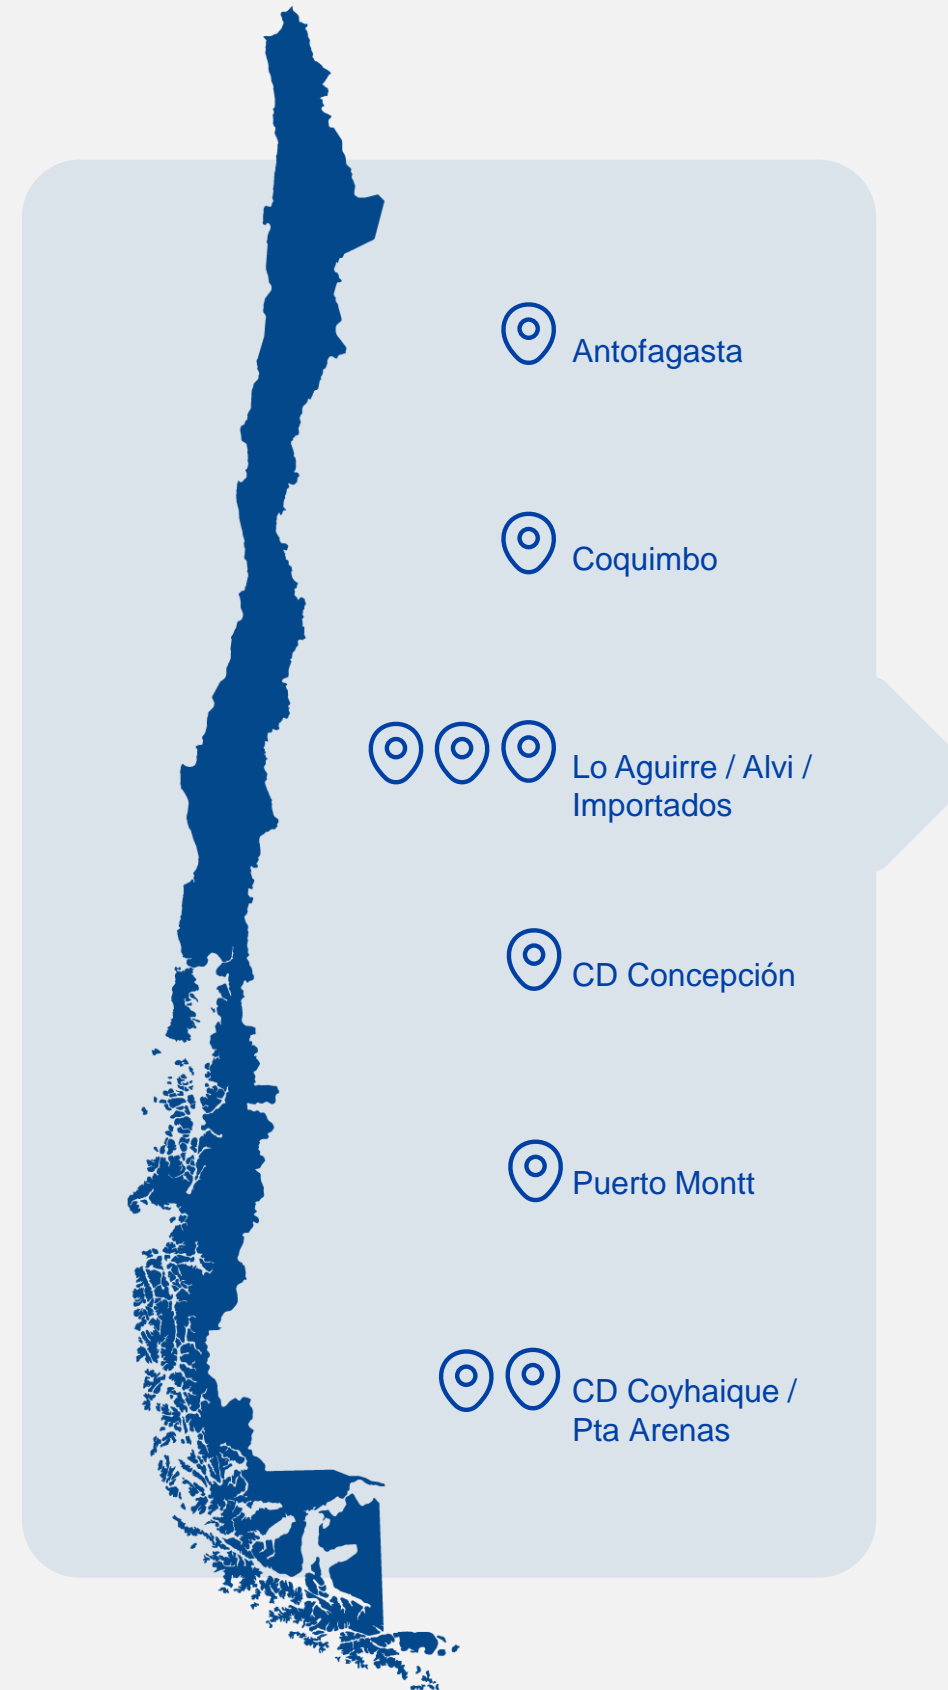 Antofagasta
Coquimbo
Lo Aguirre / Alvi /
Importados
CD Concepción
Puerto Montt
CD Coyhaique /
Pta Arenas